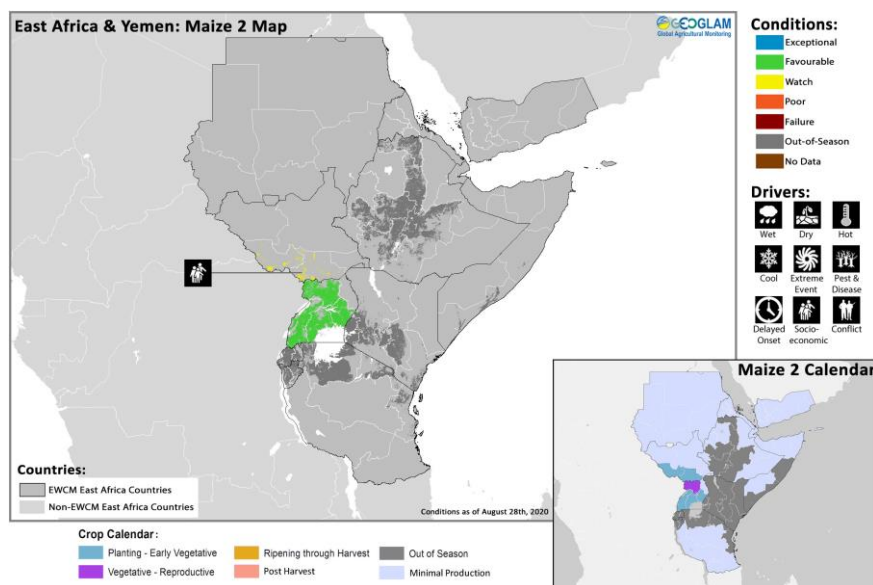 East Africa & Yemen: Maize 2 Map
GEOGLAM
Global Agricultural Monitoring
Conditions:
Exceptional
Favourable
Watch
Poor
Failure
Out-of-Season
No Data
Drivers:
Wet
Dry
Hot
Cool
Extreme Event
Pest & Disease
Delayed Onset
Socio-economic
Conflict
Maize 2 Calendar
Countries:
EWCM East Africa Countries
Non-EWCM East Africa Countries
Conditions as of August 28th, 2020
Crop Calendar:
Planting - Early Vegetative
Ripening through Harvest
Out of Season
Vegetative - Reproductive
Post Harvest
Minimal Production